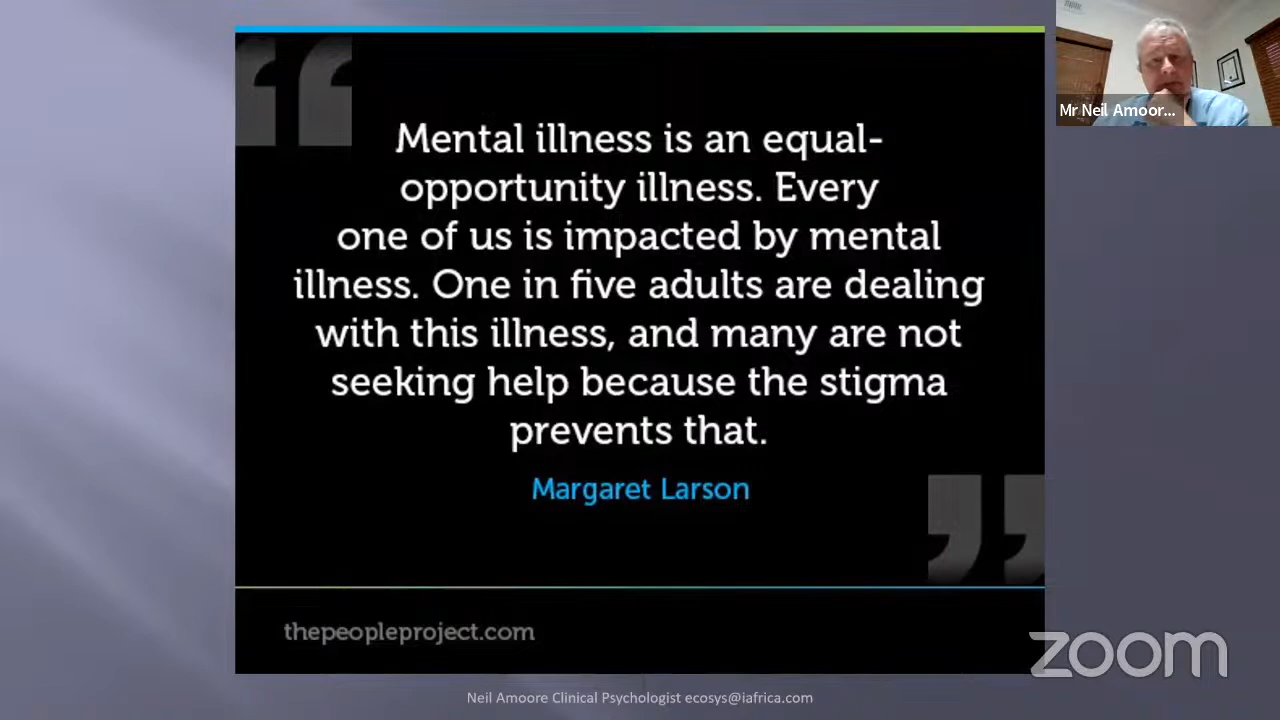 Mental illness is an equal-
opportunity illness. Every
one of us is impacted by mental
illness. One in five adults are dealing
with this illness, and many are not
seeking help because the stigma
prevents that.
Margaret Larson
thepeopleproject.com
Neil Amoore Clinical Psychologist ecosys@iafrica.com
Mr Neil Amoor...
zoom